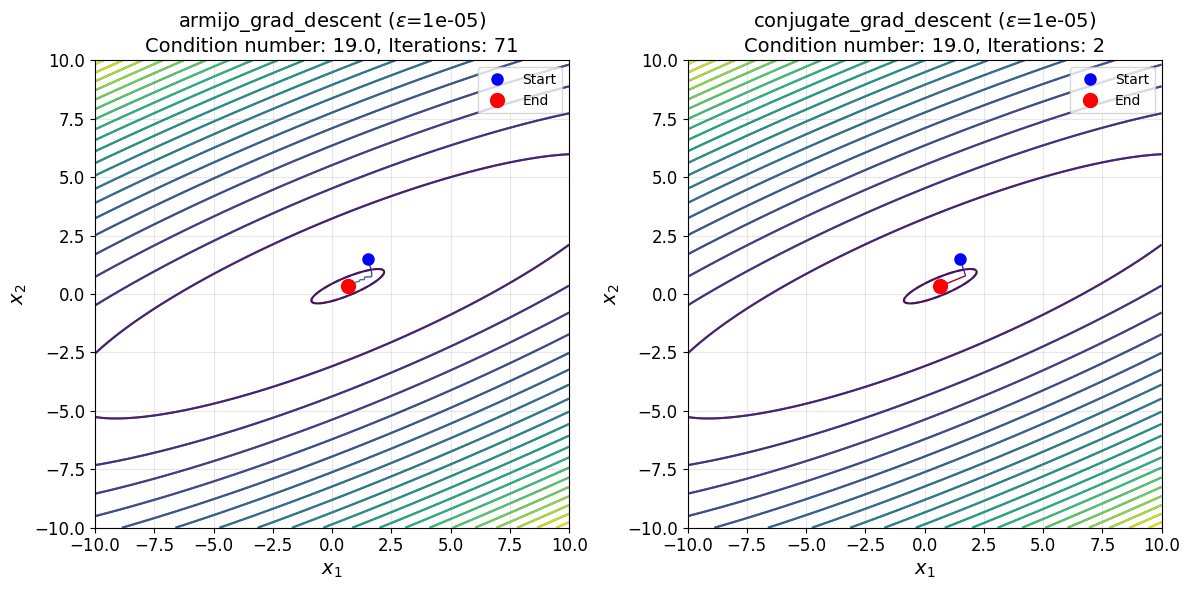 armijo_grad_descent (ε=1e-05)
Condition number: 19.0, Iterations: 71
10.0
7.5
5.0
2.5
0.0
−2.5
−5.0
−7.5
−10.0
x₂
Start
End
−10.0 −7.5 −5.0 −2.5 0.0 2.5 5.0 7.5 10.0
x₁
conjugate_grad_descent (ε=1e-05)
Condition number: 19.0, Iterations: 2
10.0
7.5
5.0
2.5
0.0
−2.5
−5.0
−7.5
−10.0
x₂
Start
End
−10.0 −7.5 −5.0 −2.5 0.0 2.5 5.0 7.5 10.0
x₁